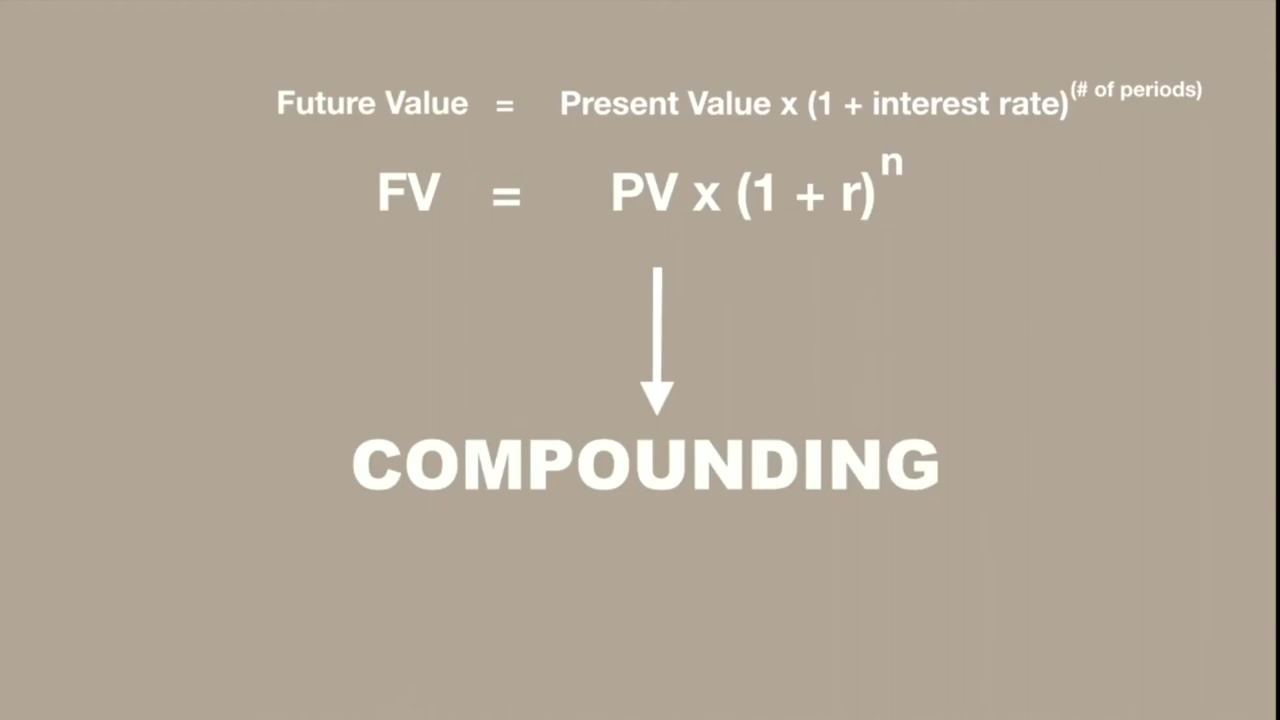 Future Value = Present Value x (1 + interest rate)(# of periods)
FV = PV x (1 + r)n
COMPOUNDING